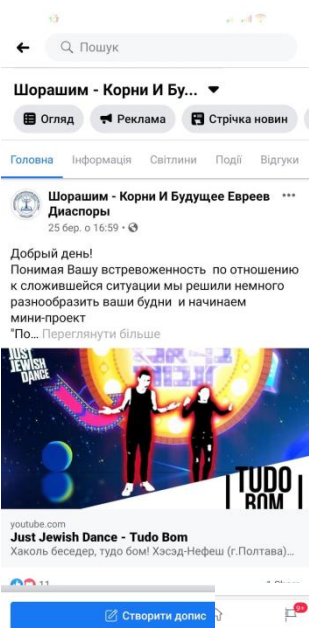 Пошук
Шорашим - Корни И Бу...
Огляд
Реклама
Стрічка новин
Головна
Інформація
Світлини
Події
Відгуки
Шорашим - Корни И Будущее Евреев
Диаспоры
25 бер. о 16:59
Добрый день!
Понимая Вашу встревоженность по отношению
к сложившейся ситуации мы решили немного
разнообразить ваши будни и начинаем
мини-проект
"По... Переглянути більше
JUST
JEWISH
DANCE
TUDO
BOM
youtube.com
Just Jewish Dance - Tudo Bom
Хаколь беседер, тудо бом! Хэсэд-Нефеш (г.Полтава)...
11
Створити допис
9+